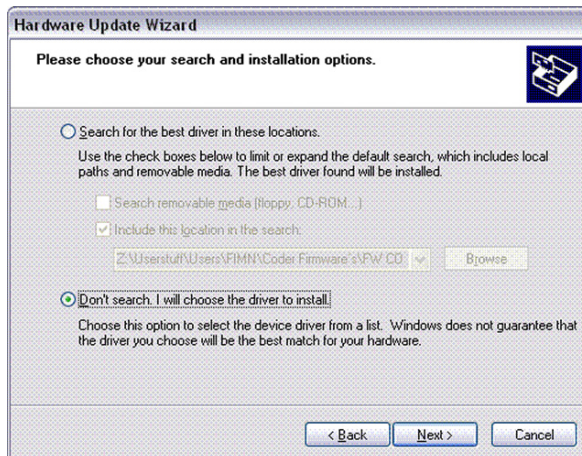 Hardware Update Wizard
Please choose your search and installation options.
Search for the best driver in these locations.
Use the check boxes below to limit or expand the default search, which includes local
paths and removable media. The best driver found will be installed.
Search removable media (floppy, CD-ROM...)
Include this location in the search:
Z:\Userstuff\Users\FIMN\Coder Firmware's\FW CO
Browse
Don't search. I will choose the driver to install.
Choose this option to select the device driver from a list. Windows does not guarantee that
the driver you choose will be the best match for your hardware.
< Back Next > Cancel